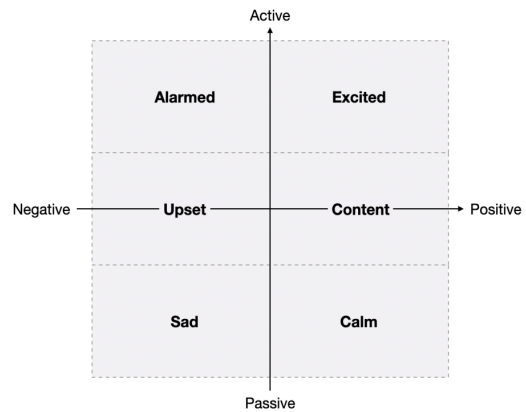 Active
Alarmed Excited
Negative Upset Content Positive
Sad Calm
Passive